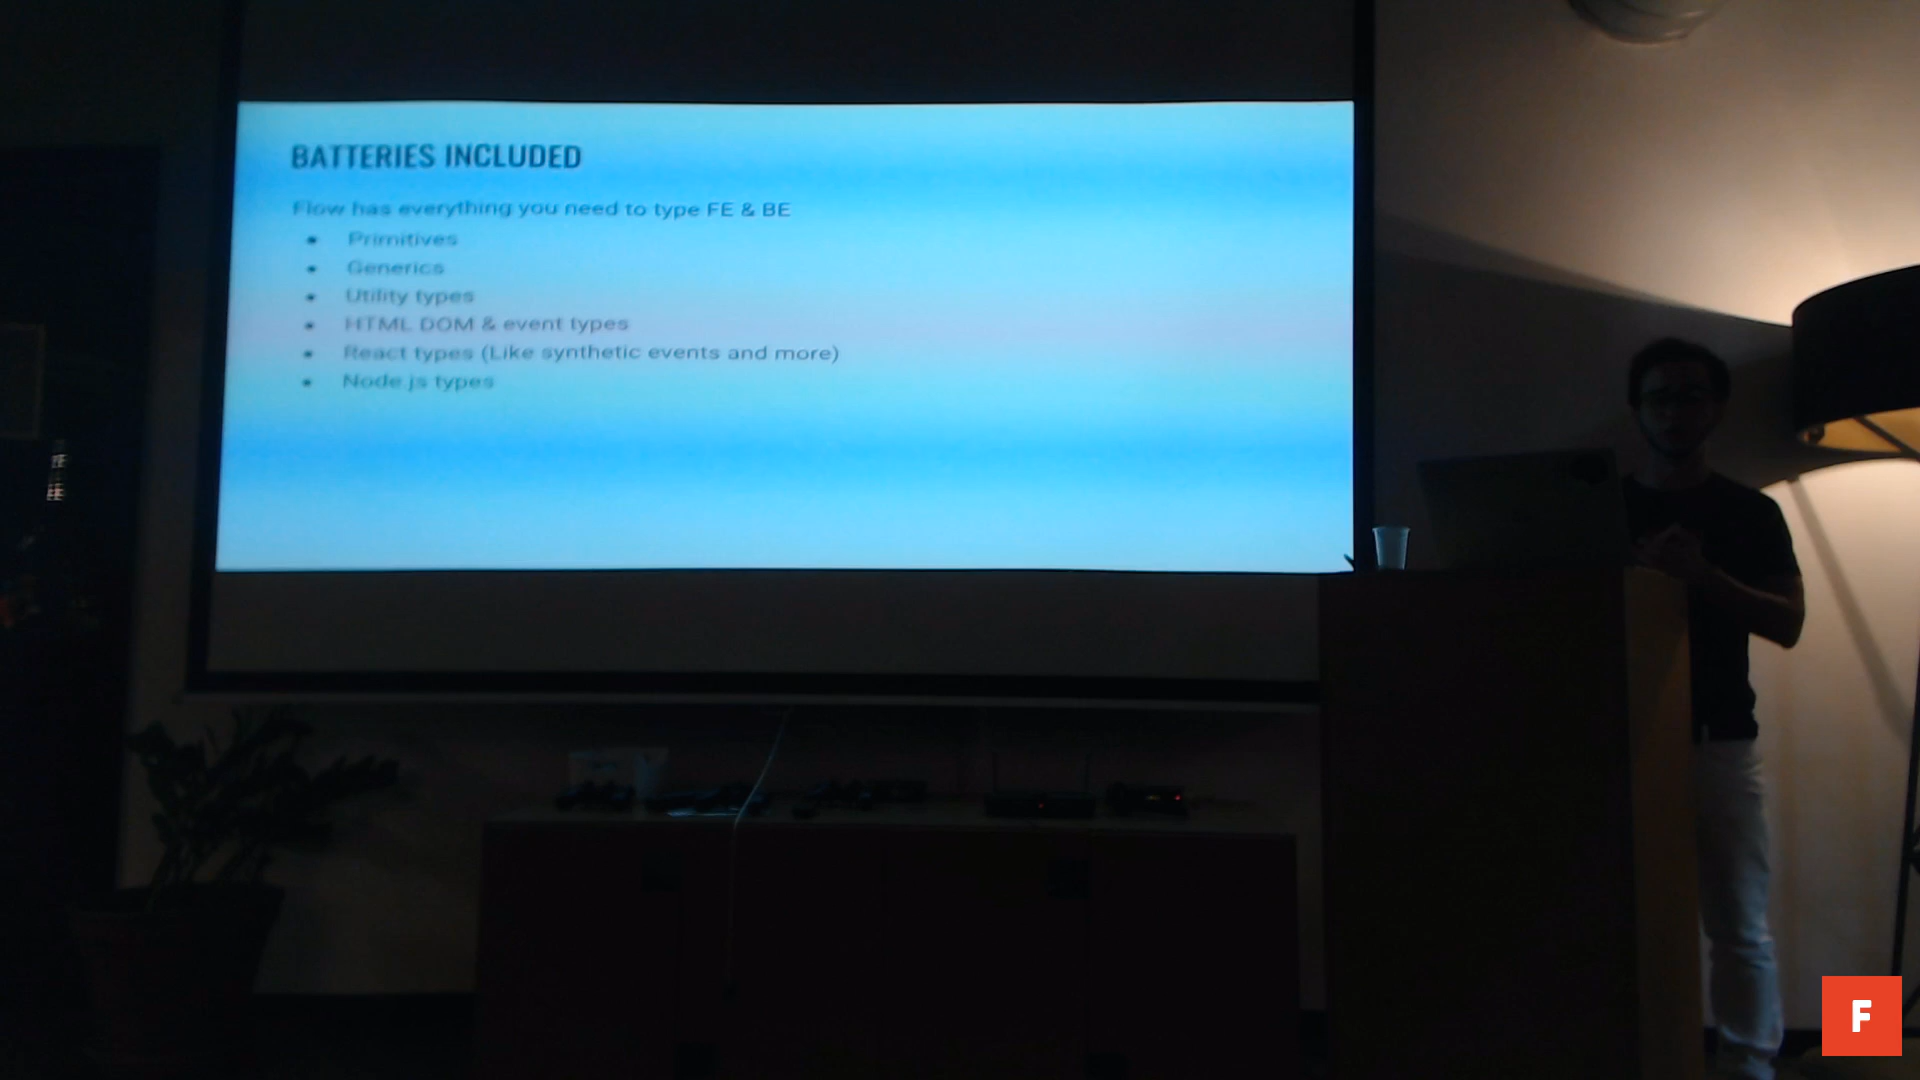 BATTERIES INCLUDED
Flow has everything you need to type FE & BE
Primitives
Generics
Utility types
HTML DOM & event types
React types (Like synthetic events and more)
Node.js types
F